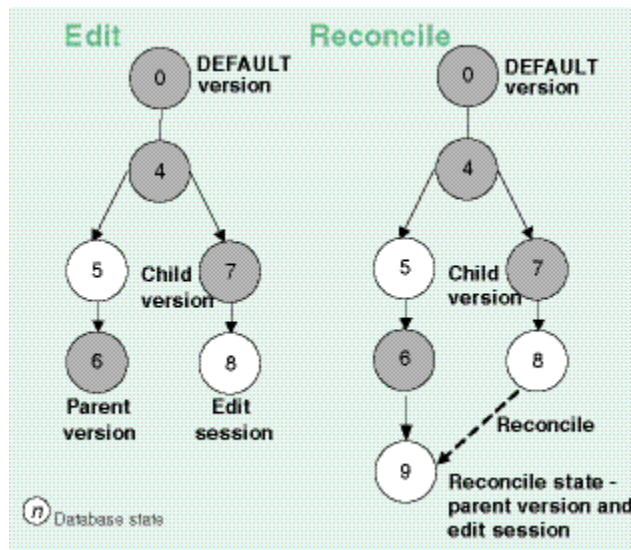 Edit
0
DEFAULT
version
4
5
Child
version
7
6
8
Parent
version
Edit
session
n Database state
Reconcile
0
DEFAULT
version
4
5
Child
version
7
6
8
Reconcile
9
Reconcile state -
parent version and
edit session